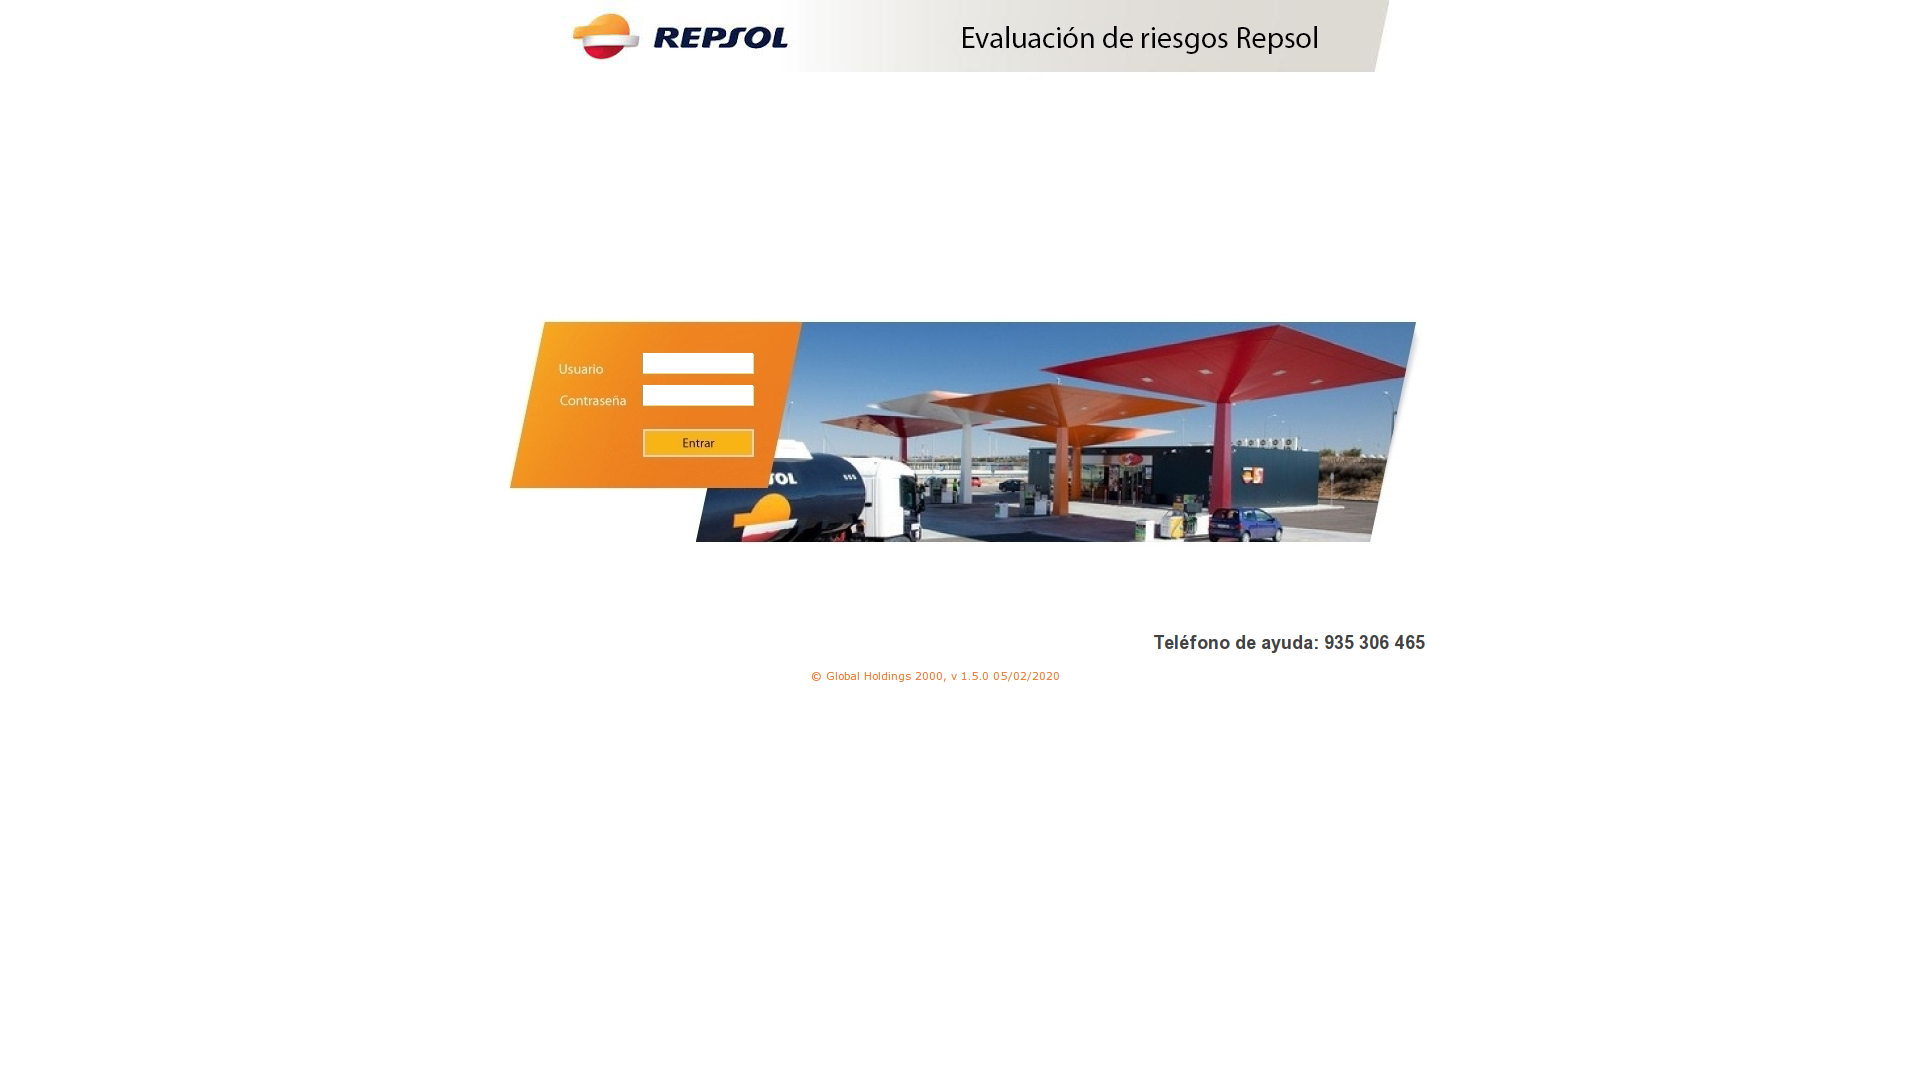 REPSOL
Evaluación de riesgos Repsol
Usuario
Contraseña
Entrar
SOL
Teléfono de ayuda: 935 306 465
© Global Holdings 2000, v 1.5.0 05/02/2020